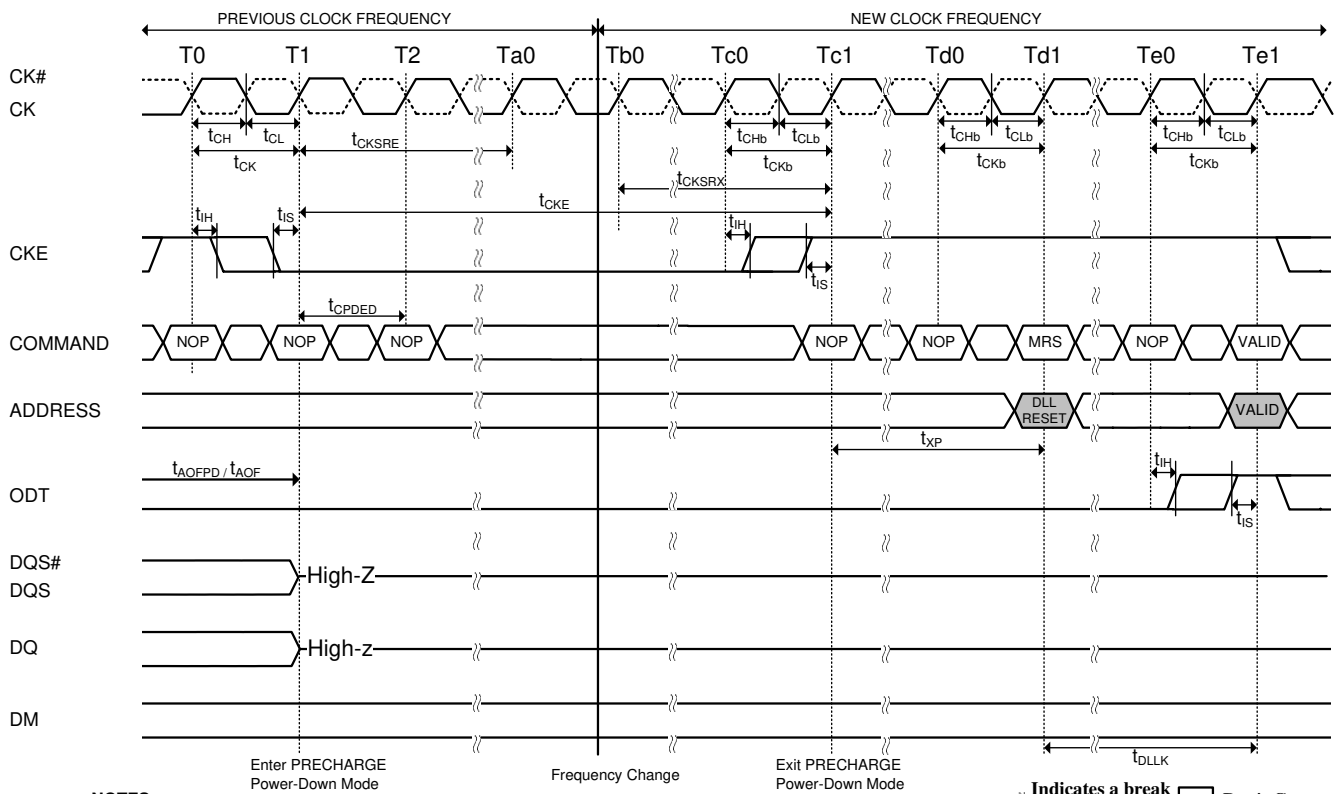 PREVIOUS CLOCK FREQUENCY NEW CLOCK FREQUENCY
T0 T1 T2 Ta0 Tb0 Tc0 Tc1 Td0 Td1 Te0 Te1
CK#
CK
tCH tCL tCKSRE tCHb tCLb tCHb tCLb tCHb tCLb
tCK tCKb tCKb tCKb
tCKSRX
tCKE
tIH tIS tIH
CKE
tIS
tCPDED
COMMAND NOP NOP NOP NOP NOP MRS NOP VALID
ADDRESS DLL RESET VALID
tXP
tAOFPD / tAOF tIH
ODT
tIS
DQS#
High-Z
DQS
DQ High-z
DM
tDLLK
Enter PRECHARGE Exit PRECHARGE
Power-Down Mode Frequency Change Power-Down Mode
Indicates a break